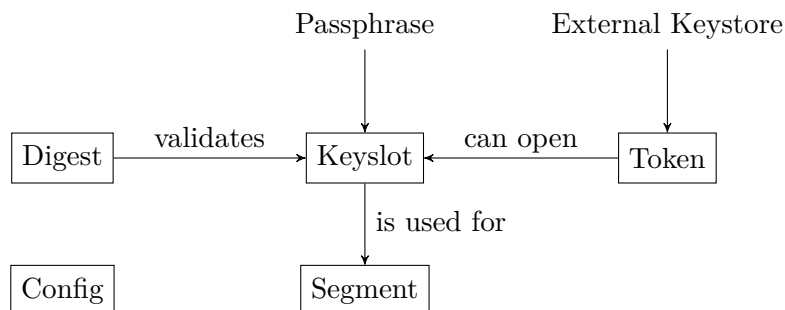 Passphrase
External Keystore
Digest
validates
Keyslot
can open
Token
is used for
Config
Segment